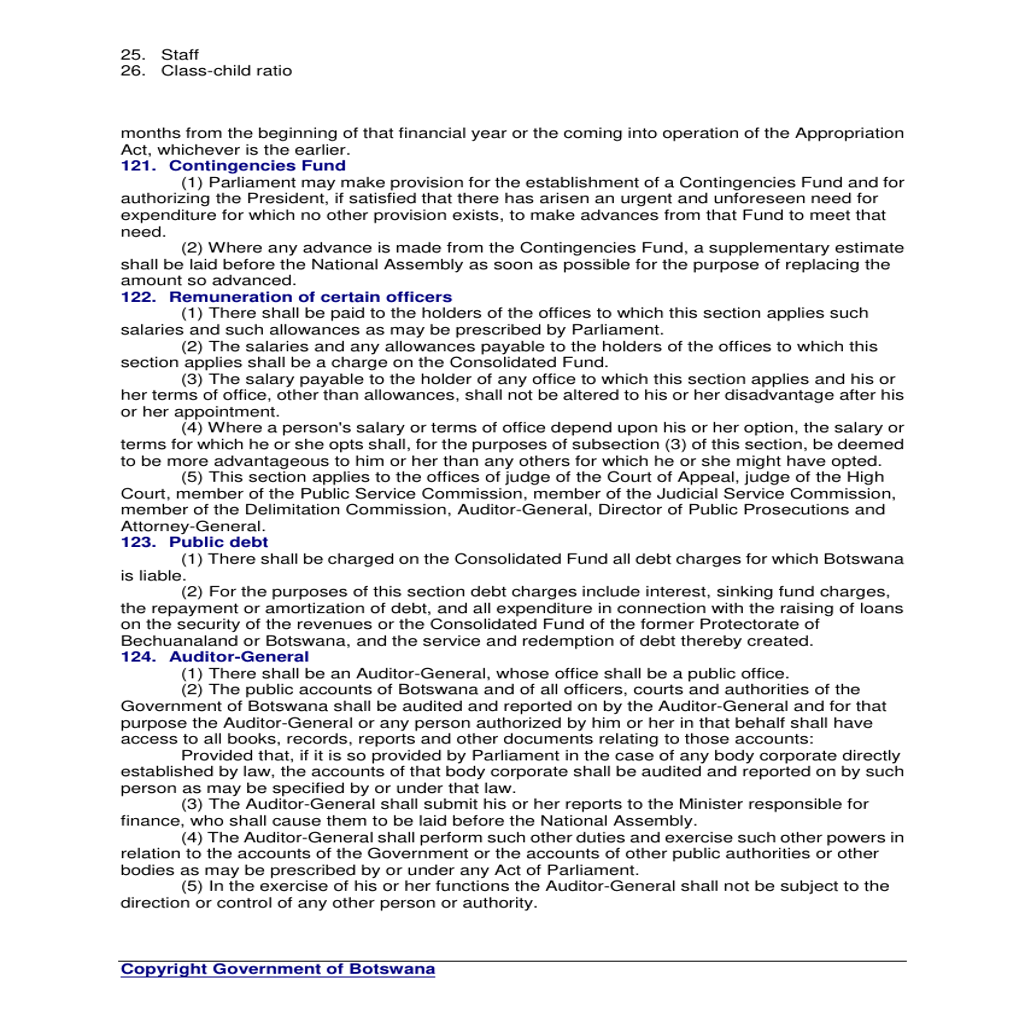 25. Staff
26. Class-child ratio
months from the beginning of that financial year or the coming into operation of the Appropriation
Act, whichever is the earlier.
121. Contingencies Fund
(1) Parliament may make provision for the establishment of a Contingencies Fund and for
authorizing the President, if satisfied that there has arisen an urgent and unforeseen need for
expenditure for which no other provision exists, to make advances from that Fund to meet that
need.
(2) Where any advance is made from the Contingencies Fund, a supplementary estimate
shall be laid before the National Assembly as soon as possible for the purpose of replacing the
amount so advanced.
122. Remuneration of certain officers
(1) There shall be paid to the holders of the offices to which this section applies such
salaries and such allowances as may be prescribed by Parliament.
(2) The salaries and any allowances payable to the holders of the offices to which this
section applies shall be a charge on the Consolidated Fund.
(3) The salary payable to the holder of any office to which this section applies and his or
her terms of office, other than allowances, shall not be altered to his or her disadvantage after his
or her appointment.
(4) Where a person's salary or terms of office depend upon his or her option, the salary or
terms for which he or she opts shall, for the purposes of subsection (3) of this section, be deemed
to be more advantageous to him or her than any others for which he or she might have opted.
(5) This section applies to the offices of judge of the Court of Appeal, judge of the High
Court, member of the Public Service Commission, member of the Judicial Service Commission,
member of the Delimitation Commission, Auditor-General, Director of Public Prosecutions and
Attorney-General.
123. Public debt
(1) There shall be charged on the Consolidated Fund all debt charges for which Botswana
is liable.
(2) For the purposes of this section debt charges include interest, sinking fund charges,
the repayment or amortization of debt, and all expenditure in connection with the raising of loans
on the security of the revenues or the Consolidated Fund of the former Protectorate of
Bechuanaland or Botswana, and the service and redemption of debt thereby created.
124. Auditor-General
(1) There shall be an Auditor-General, whose office shall be a public office.
(2) The public accounts of Botswana and of all officers, courts and authorities of the
Government of Botswana shall be audited and reported on by the Auditor-General and for that
purpose the Auditor-General or any person authorized by him or her in that behalf shall have
access to all books, records, reports and other documents relating to those accounts:
Provided that, if it is so provided by Parliament in the case of any body corporate directly
established by law, the accounts of that body corporate shall be audited and reported on by such
person as may be specified by or under that law.
(3) The Auditor-General shall submit his or her reports to the Minister responsible for
finance, who shall cause them to be laid before the National Assembly.
(4) The Auditor-General shall perform such other duties and exercise such other powers in
relation to the accounts of the Government or the accounts of other public authorities or other
bodies as may be prescribed by or under any Act of Parliament.
(5) In the exercise of his or her functions the Auditor-General shall not be subject to the
direction or control of any other person or authority.
Copyright Government of Botswana